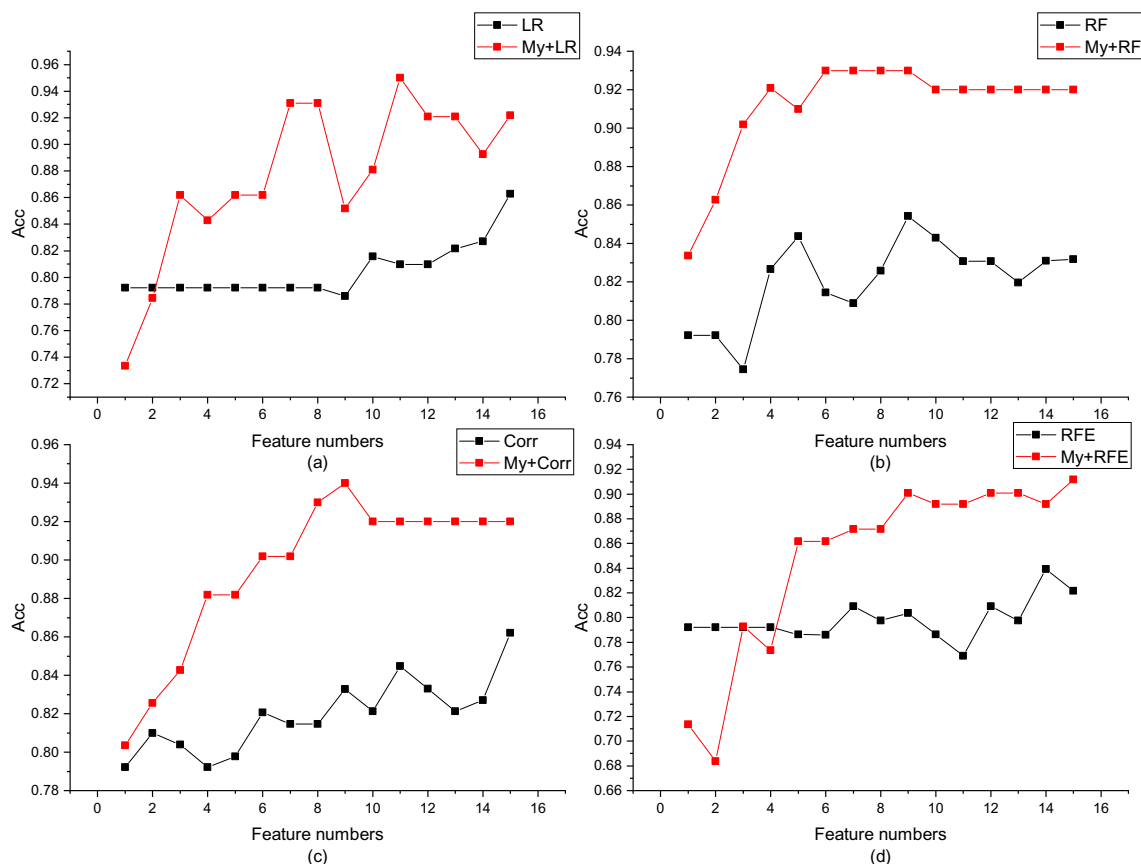 LR
My+LR
0.96
0.94
0.92
0.90
0.88
0.86
0.84
0.82
0.80
0.78
0.76
0.74
0.72
Acc
0 2 4 6 8 10 12 14 16
Feature numbers
(a)
RF
My+RF
0.94
0.92
0.90
0.88
0.86
0.84
0.82
0.80
0.78
0.76
Acc
0 2 4 6 8 10 12 14 16
Feature numbers
(b)
Corr
My+Corr
0.96
0.94
0.92
0.90
0.88
0.86
0.84
0.82
0.80
0.78
Acc
0 2 4 6 8 10 12 14 16
Feature numbers
(c)
RFE
My+RFE
0.94
0.92
0.90
0.88
0.86
0.84
0.82
0.80
0.78
0.76
0.74
0.72
0.70
0.68
0.66
Acc
0 2 4 6 8 10 12 14 16
Feature numbers
(d)